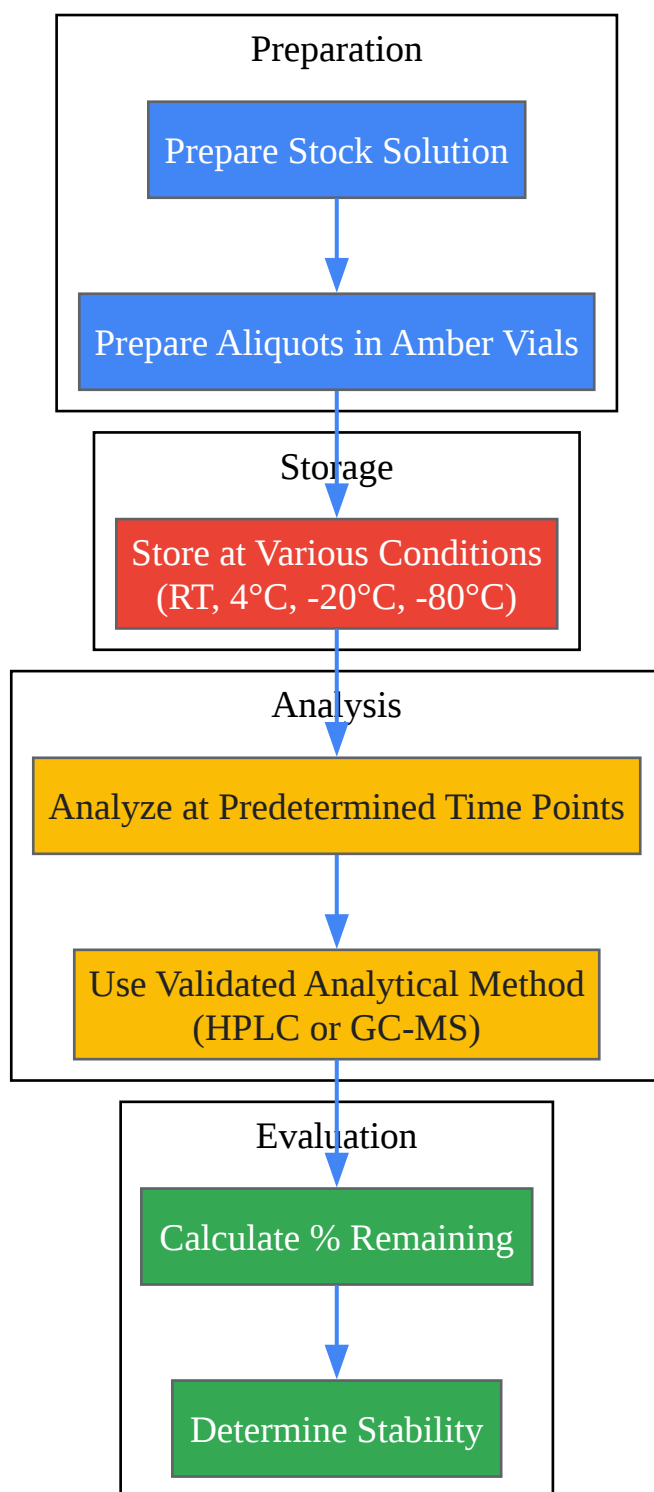 Preparation
Prepare Stock Solution
Prepare Aliquots in Amber Vials
Storage
Store at Various Conditions
(RT, 4°C, -20°C, -80°C)
Analysis
Analyze at Predetermined Time Points
Use Validated Analytical Method
(HPLC or GC-MS)
Evaluation
Calculate % Remaining
Determine Stability